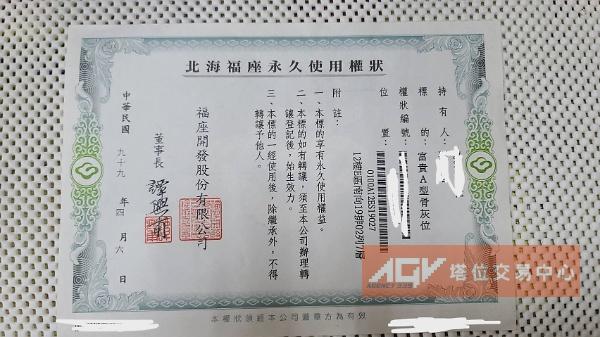 北海福座永久使用權狀
持有人：
標的：富貴A型骨灰位
權狀編號：
位置：
附註：
一、本標的享有永久使用權益。
二、本標的如有轉讓，須至本公司辦理轉
讓登記後，始生效力。
三、本標的一經使用後，除繼承外，不得
轉讓予他人。
福座開發股份有限公司
董事長
中華民國九十九年四月六日
本權狀須經本公司蓋章方為有效
AGV 塔位交易中心